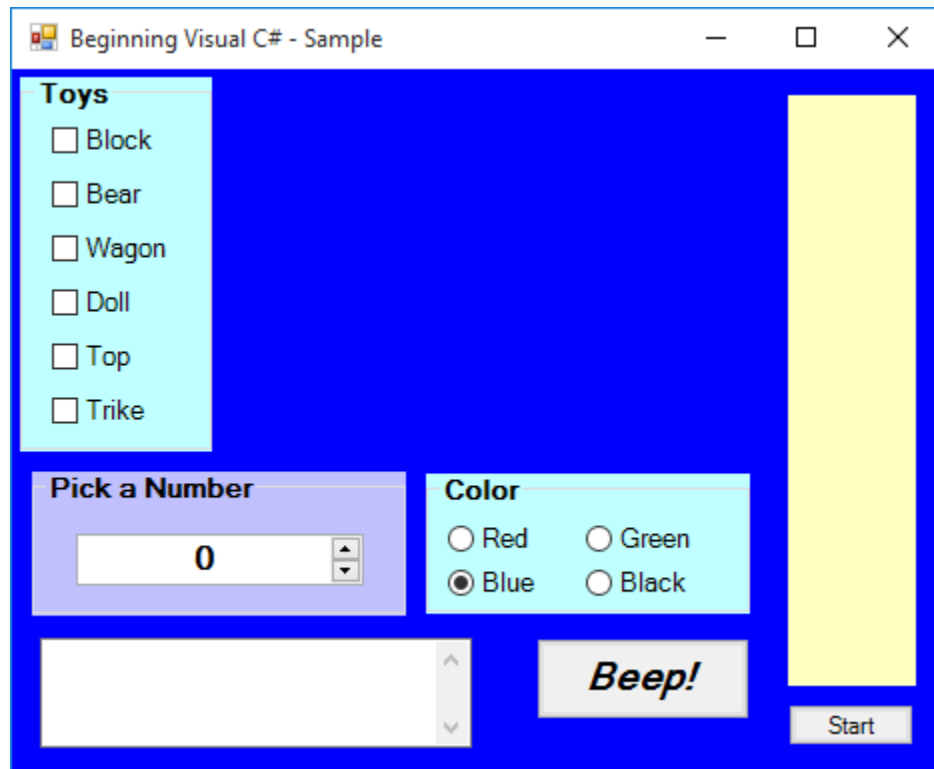 Beginning Visual C# - Sample
Toys
Block
Bear
Wagon
Doll
Top
Trike
Pick a Number
0
Color
Red
Green
Blue
Black
Beep!
Start